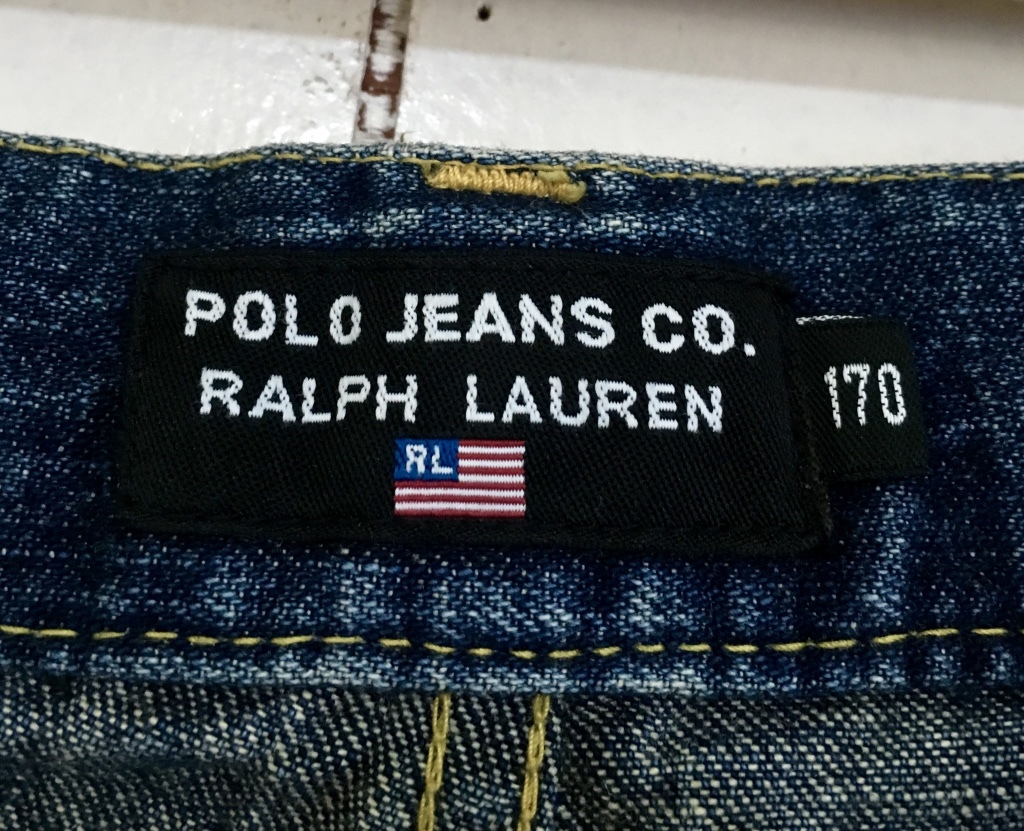 POLO JEANS CO.
RALPH LAUREN
RL
170